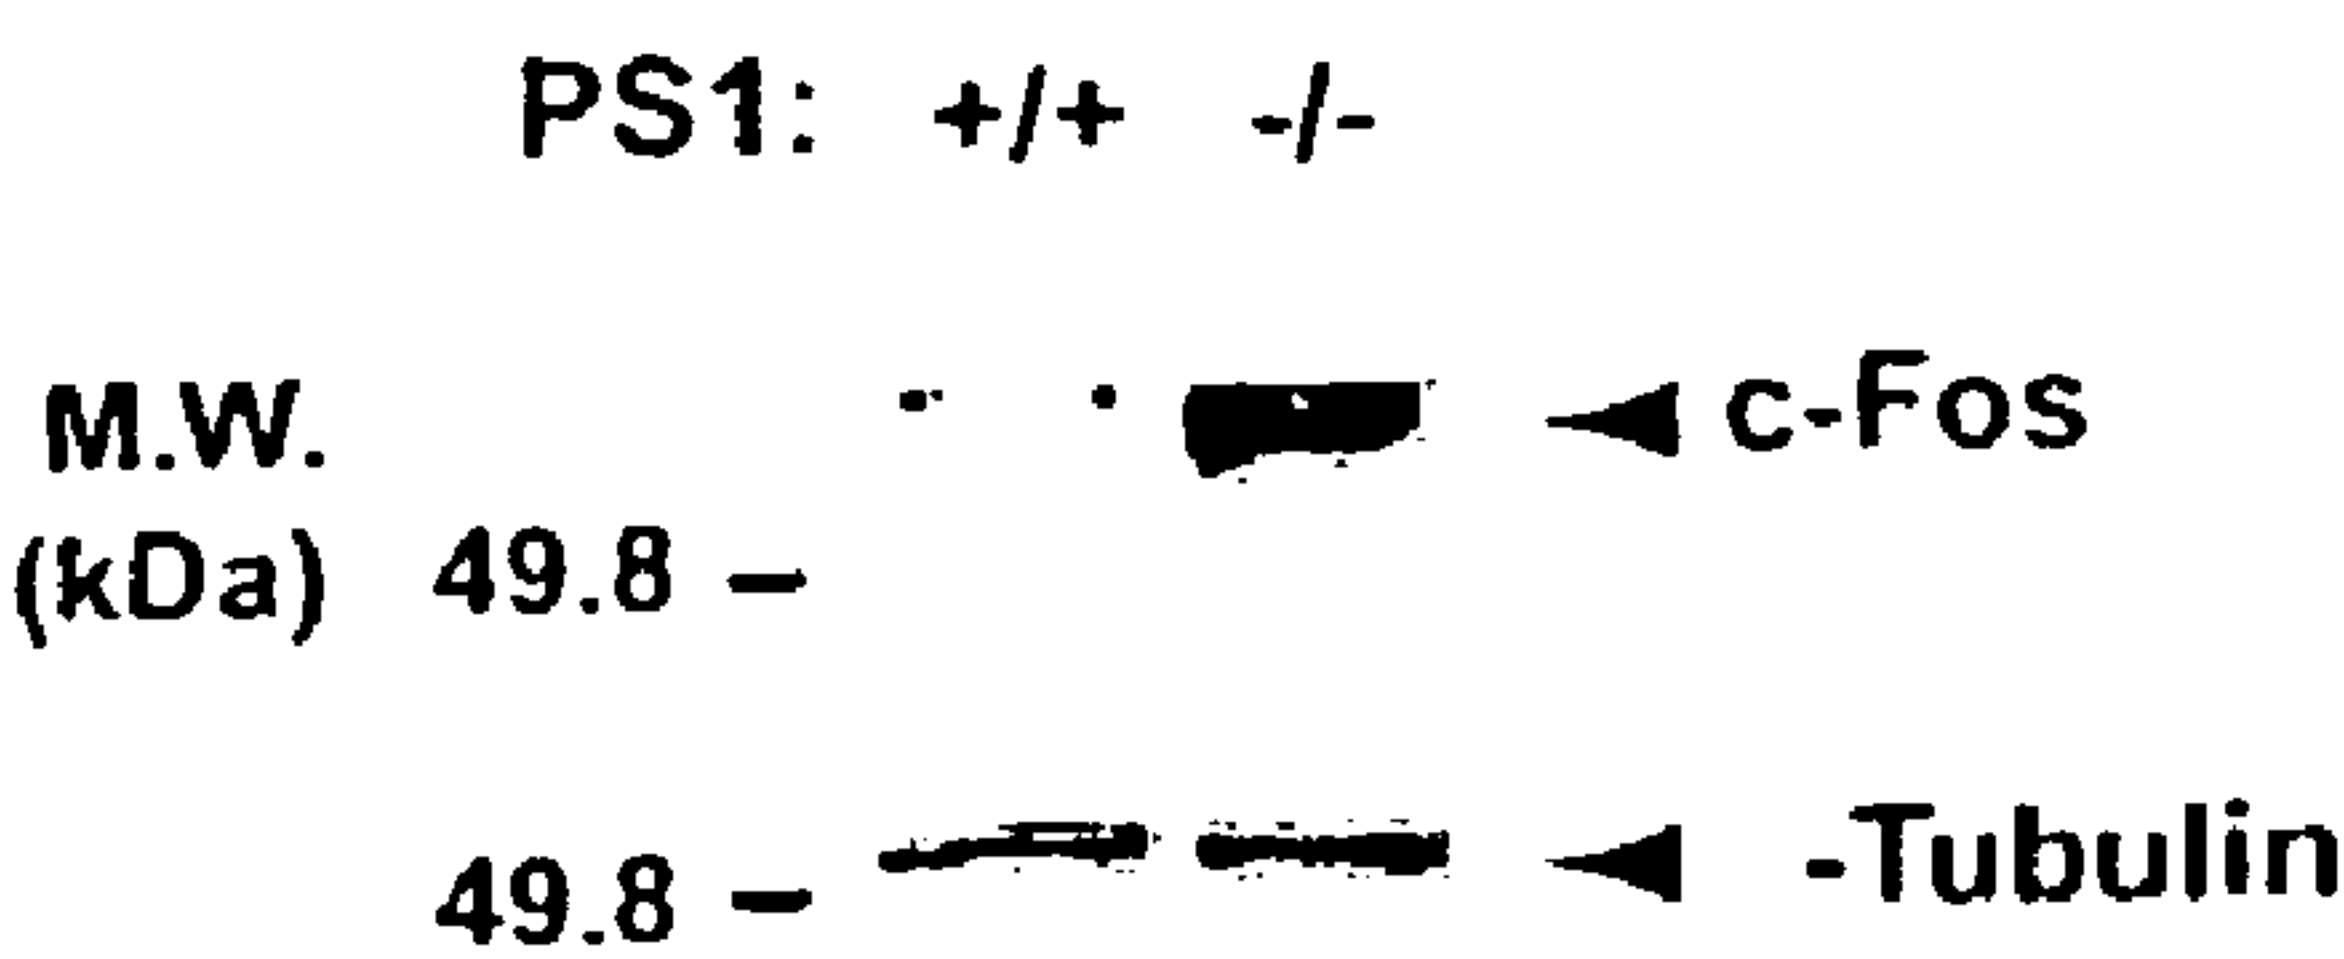 PS1: +/+ -/-
M.W. c-Fos
(kDa) 49.8 –
49.8 – -Tubulin